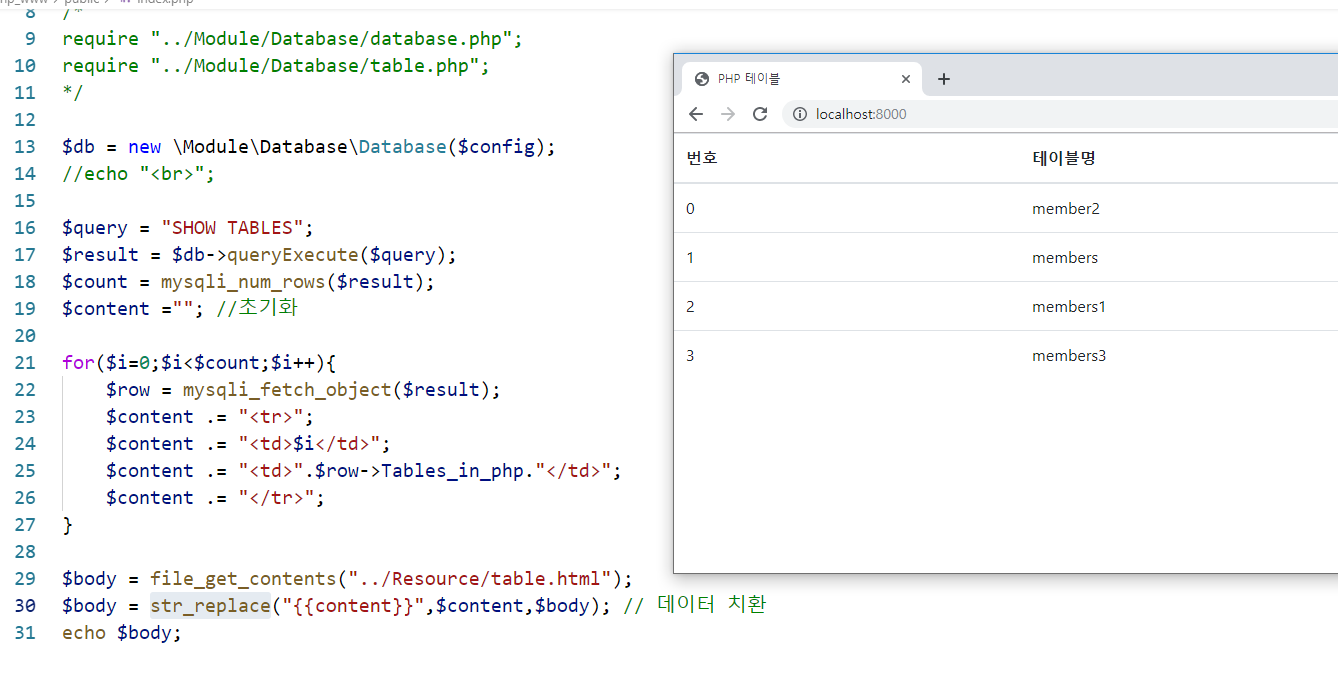 hp_www > public > index.php
8 /*
9 require "../Module/Database/database.php";
10 require "../Module/Database/table.php";
11 */
12
13 $db = new \Module\Database\Database($config);
14 //echo "<br>";
15
16 $query = "SHOW TABLES";
17 $result = $db->queryExecute($query);
18 $count = mysqli_num_rows($result);
19 $content =""; //초기화
20
21 for($i=0;$i<$count;$i++){
22     $row = mysqli_fetch_object($result);
23     $content .= "<tr>";
24     $content .= "<td>$i</td>";
25     $content .= "<td>".$row->Tables_in_php."</td>";
26     $content .= "</tr>";
27 }
28
29 $body = file_get_contents("../Resource/table.html");
30 $body = str_replace("{{content}}",$content,$body); // 데이터 치환
31 echo $body;
PHP 테이블
localhost:8000
번호 테이블명
0 member2
1 members
2 members1
3 members3